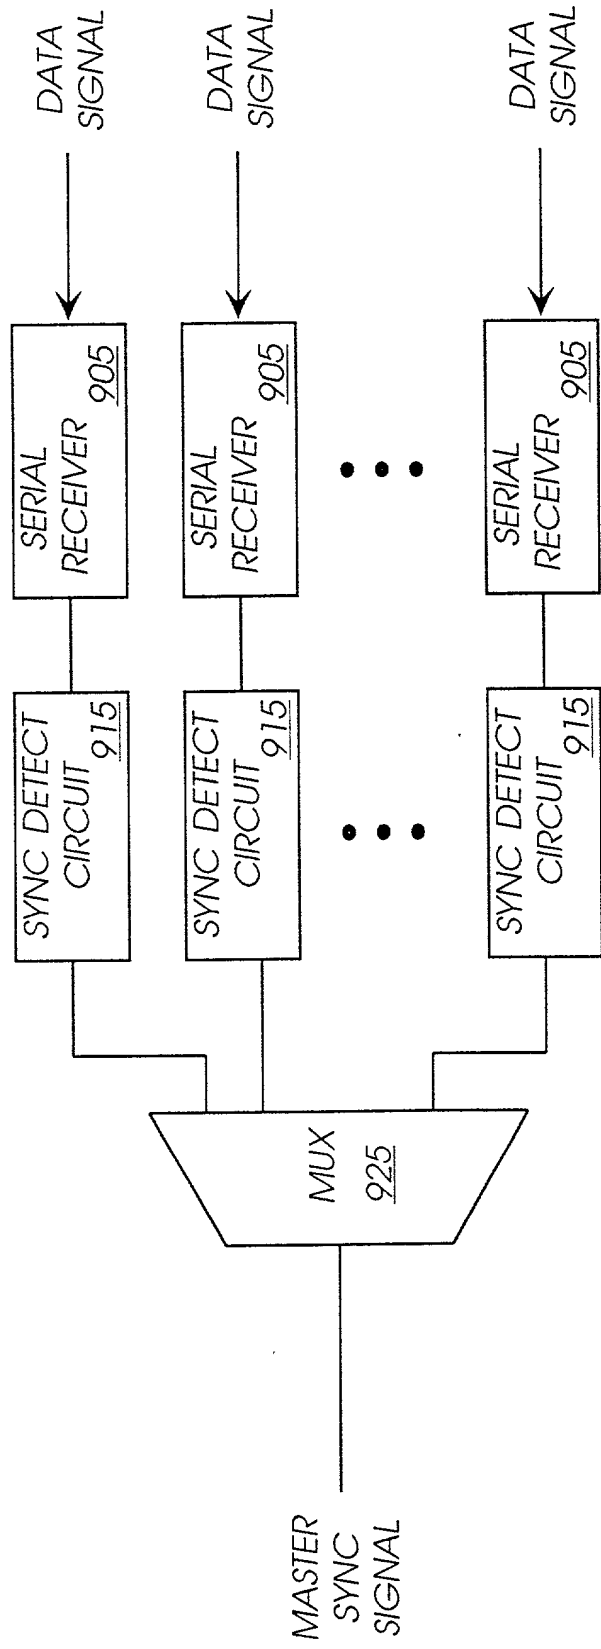 DATA
SIGNAL
SERIAL
RECEIVER
905
SYNC DETECT
CIRCUIT
915
DATA
SIGNAL
SERIAL
RECEIVER
905
SYNC DETECT
CIRCUIT
915
DATA
SIGNAL
SERIAL
RECEIVER
905
SYNC DETECT
CIRCUIT
915
MUX
925
MASTER
SYNC
SIGNAL